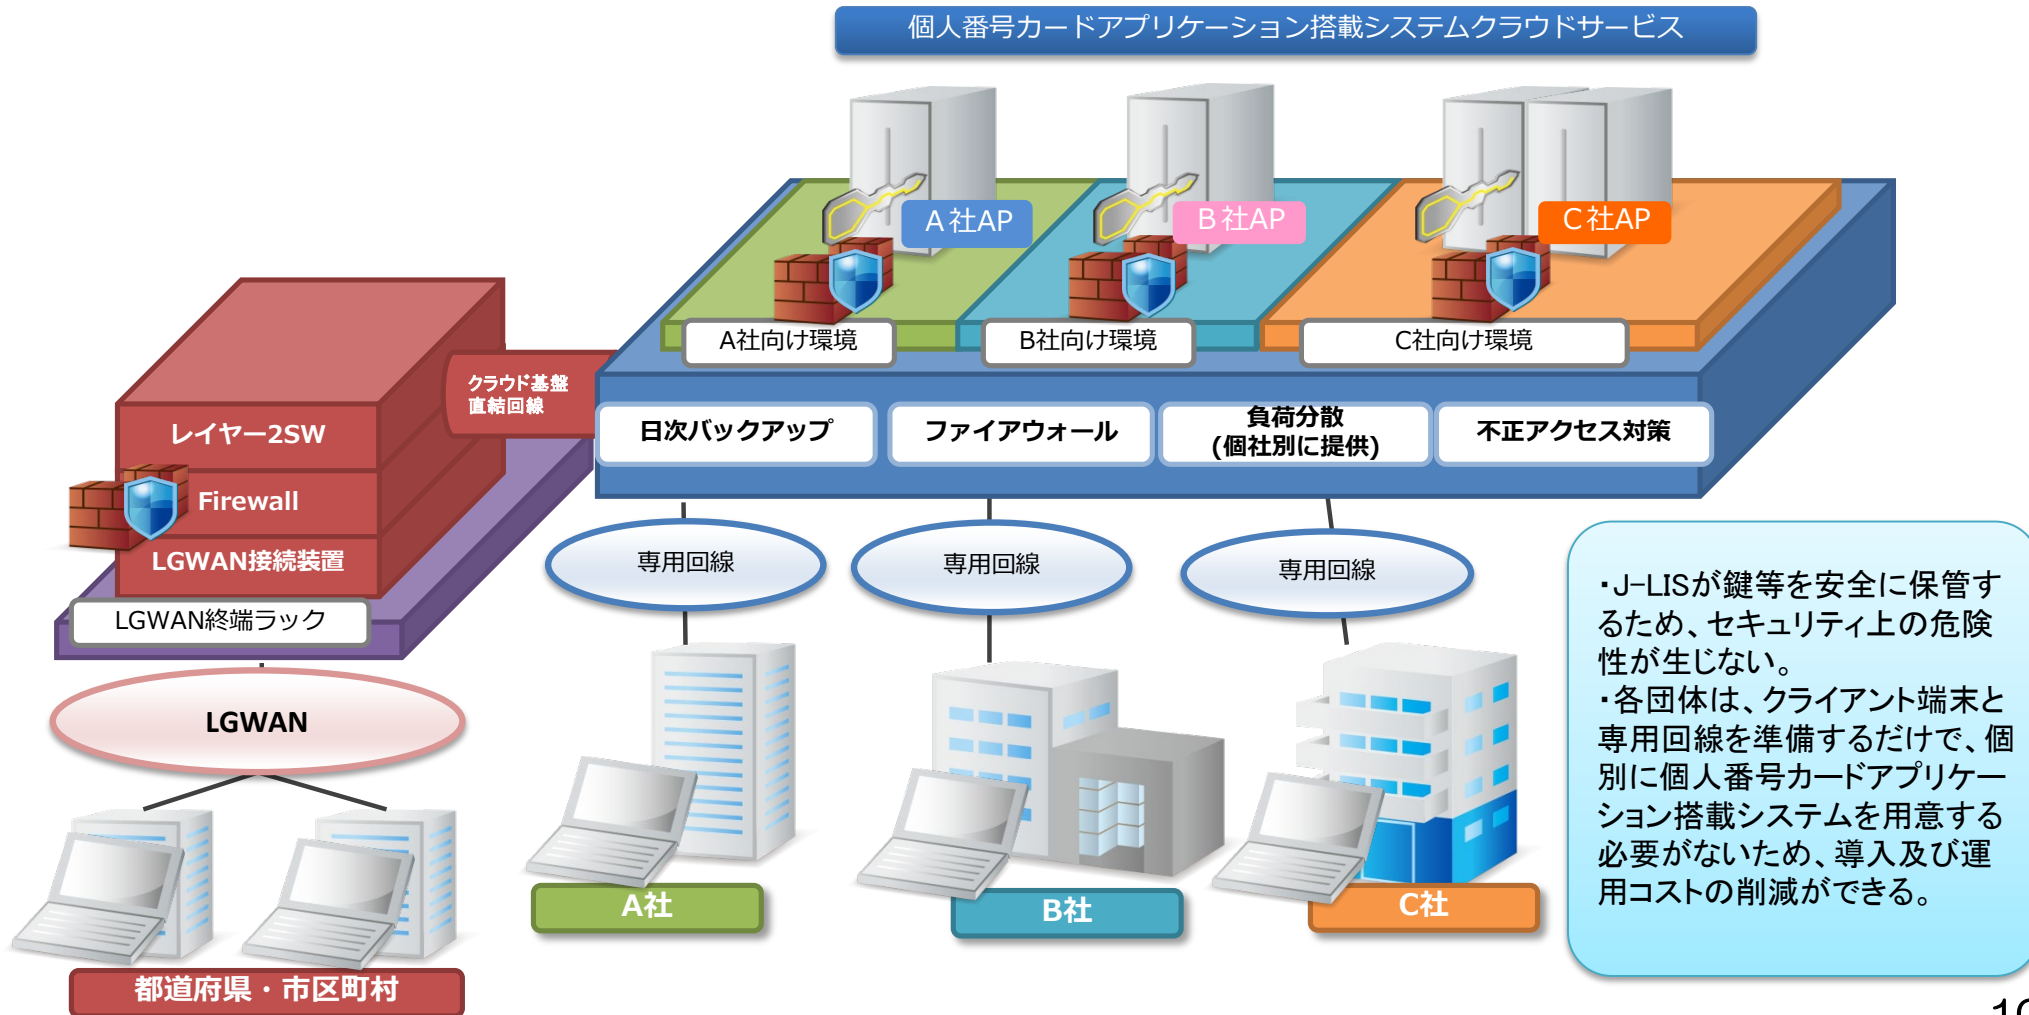 個人番号カードアプリケーション搭載システムクラウドサービス
A社AP
B社AP
C社AP
A社向け環境
B社向け環境
C社向け環境
クラウド基盤
直結回線
日次バックアップ
ファイアウォール
負荷分散
(個社別に提供)
不正アクセス対策
レイヤー2SW
Firewall
LGWAN接続装置
LGWAN終端ラック
専用回線
専用回線
専用回線
LGWAN
A社
B社
C社
都道府県・市区町村
・J-LISが鍵等を安全に保管す
るため、セキュリティ上の危険
性が生じない。
・各団体は、クライアント端末と
専用回線を準備するだけで、個
別に個人番号カードアプリケー
ション搭載システムを用意する
必要がないため、導入及び運
用コストの削減ができる。